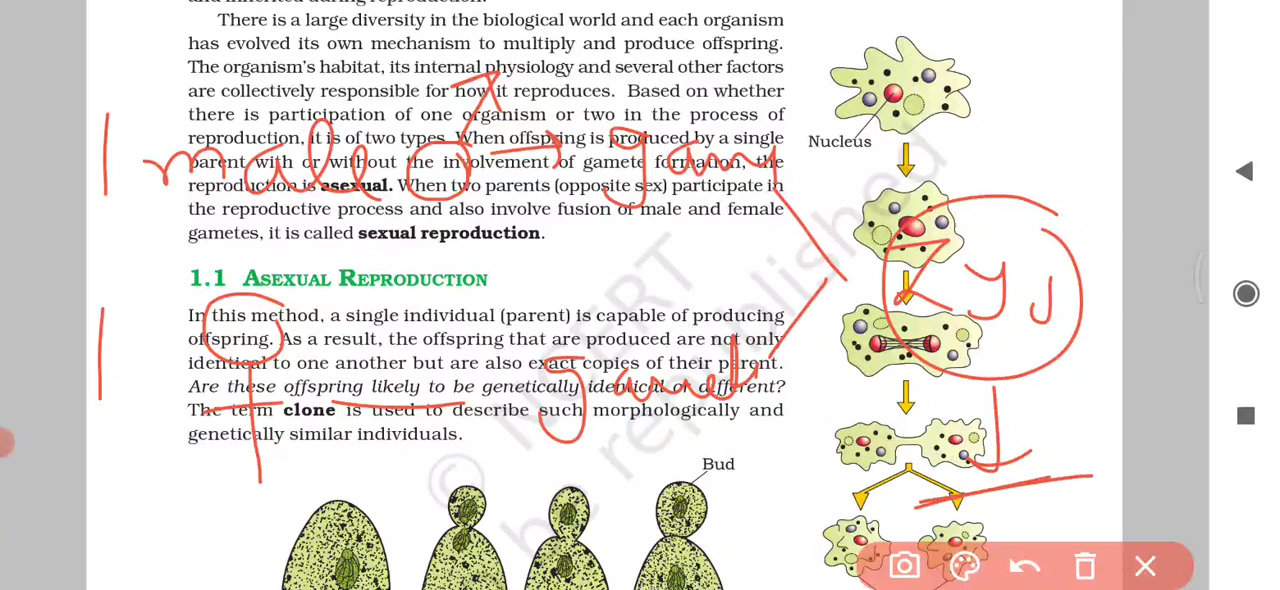 There is a large diversity in the biological world and each organism
has evolved its own mechanism to multiply and produce offspring.
The organism's habitat, its internal physiology and several other factors
are collectively responsible for how it reproduces. Based on whether
there is participation of one organism or two in the process of
reproduction, it is of two types. When offspring is produced by a single
parent with or without the involvement of gamete formation, the
reproduction is asexual. When two parents (opposite sex) participate in
the reproductive process and also involve fusion of male and female
gametes, it is called sexual reproduction.
1.1 ASEXUAL REPRODUCTION
In this method, a single individual (parent) is capable of producing
offspring. As a result, the offspring that are produced are not only
identical to one another but are also exact copies of their parent.
Are these offspring likely to be genetically identical or different?
The term clone is used to describe such morphologically and
genetically similar individuals.
Bud
Nucleus
1 male ♂ →
1 ♀
Zy
© NCERT
be republished